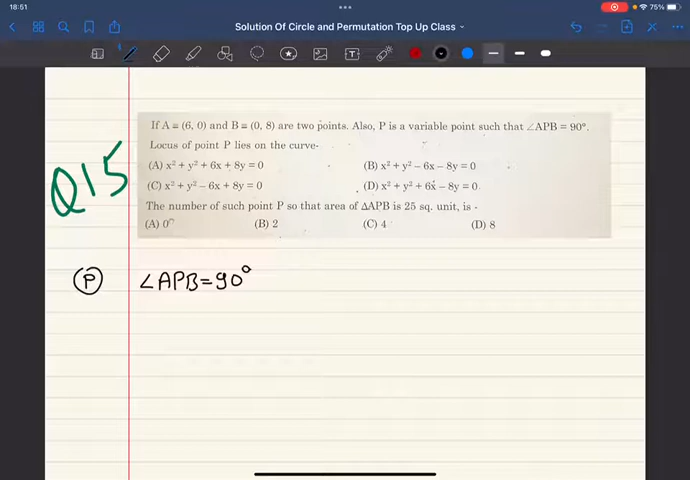 18:51
75%
Solution Of Circle and Permutation Top Up Class
Q15
If A ≡ (6, 0) and B ≡ (0, 8) are two points. Also, P is a variable point such that ∠APB = 90°.
Locus of point P lies on the curve-
(A) x² + y² + 6x + 8y = 0 (B) x² + y² – 6x – 8y = 0
(C) x² + y² – 6x + 8y = 0 (D) x² + y² + 6x – 8y = 0
The number of such point P so that area of ΔAPB is 25 sq. unit, is -
(A) 0 (B) 2 (C) 4 (D) 8
P ∠APB=90°